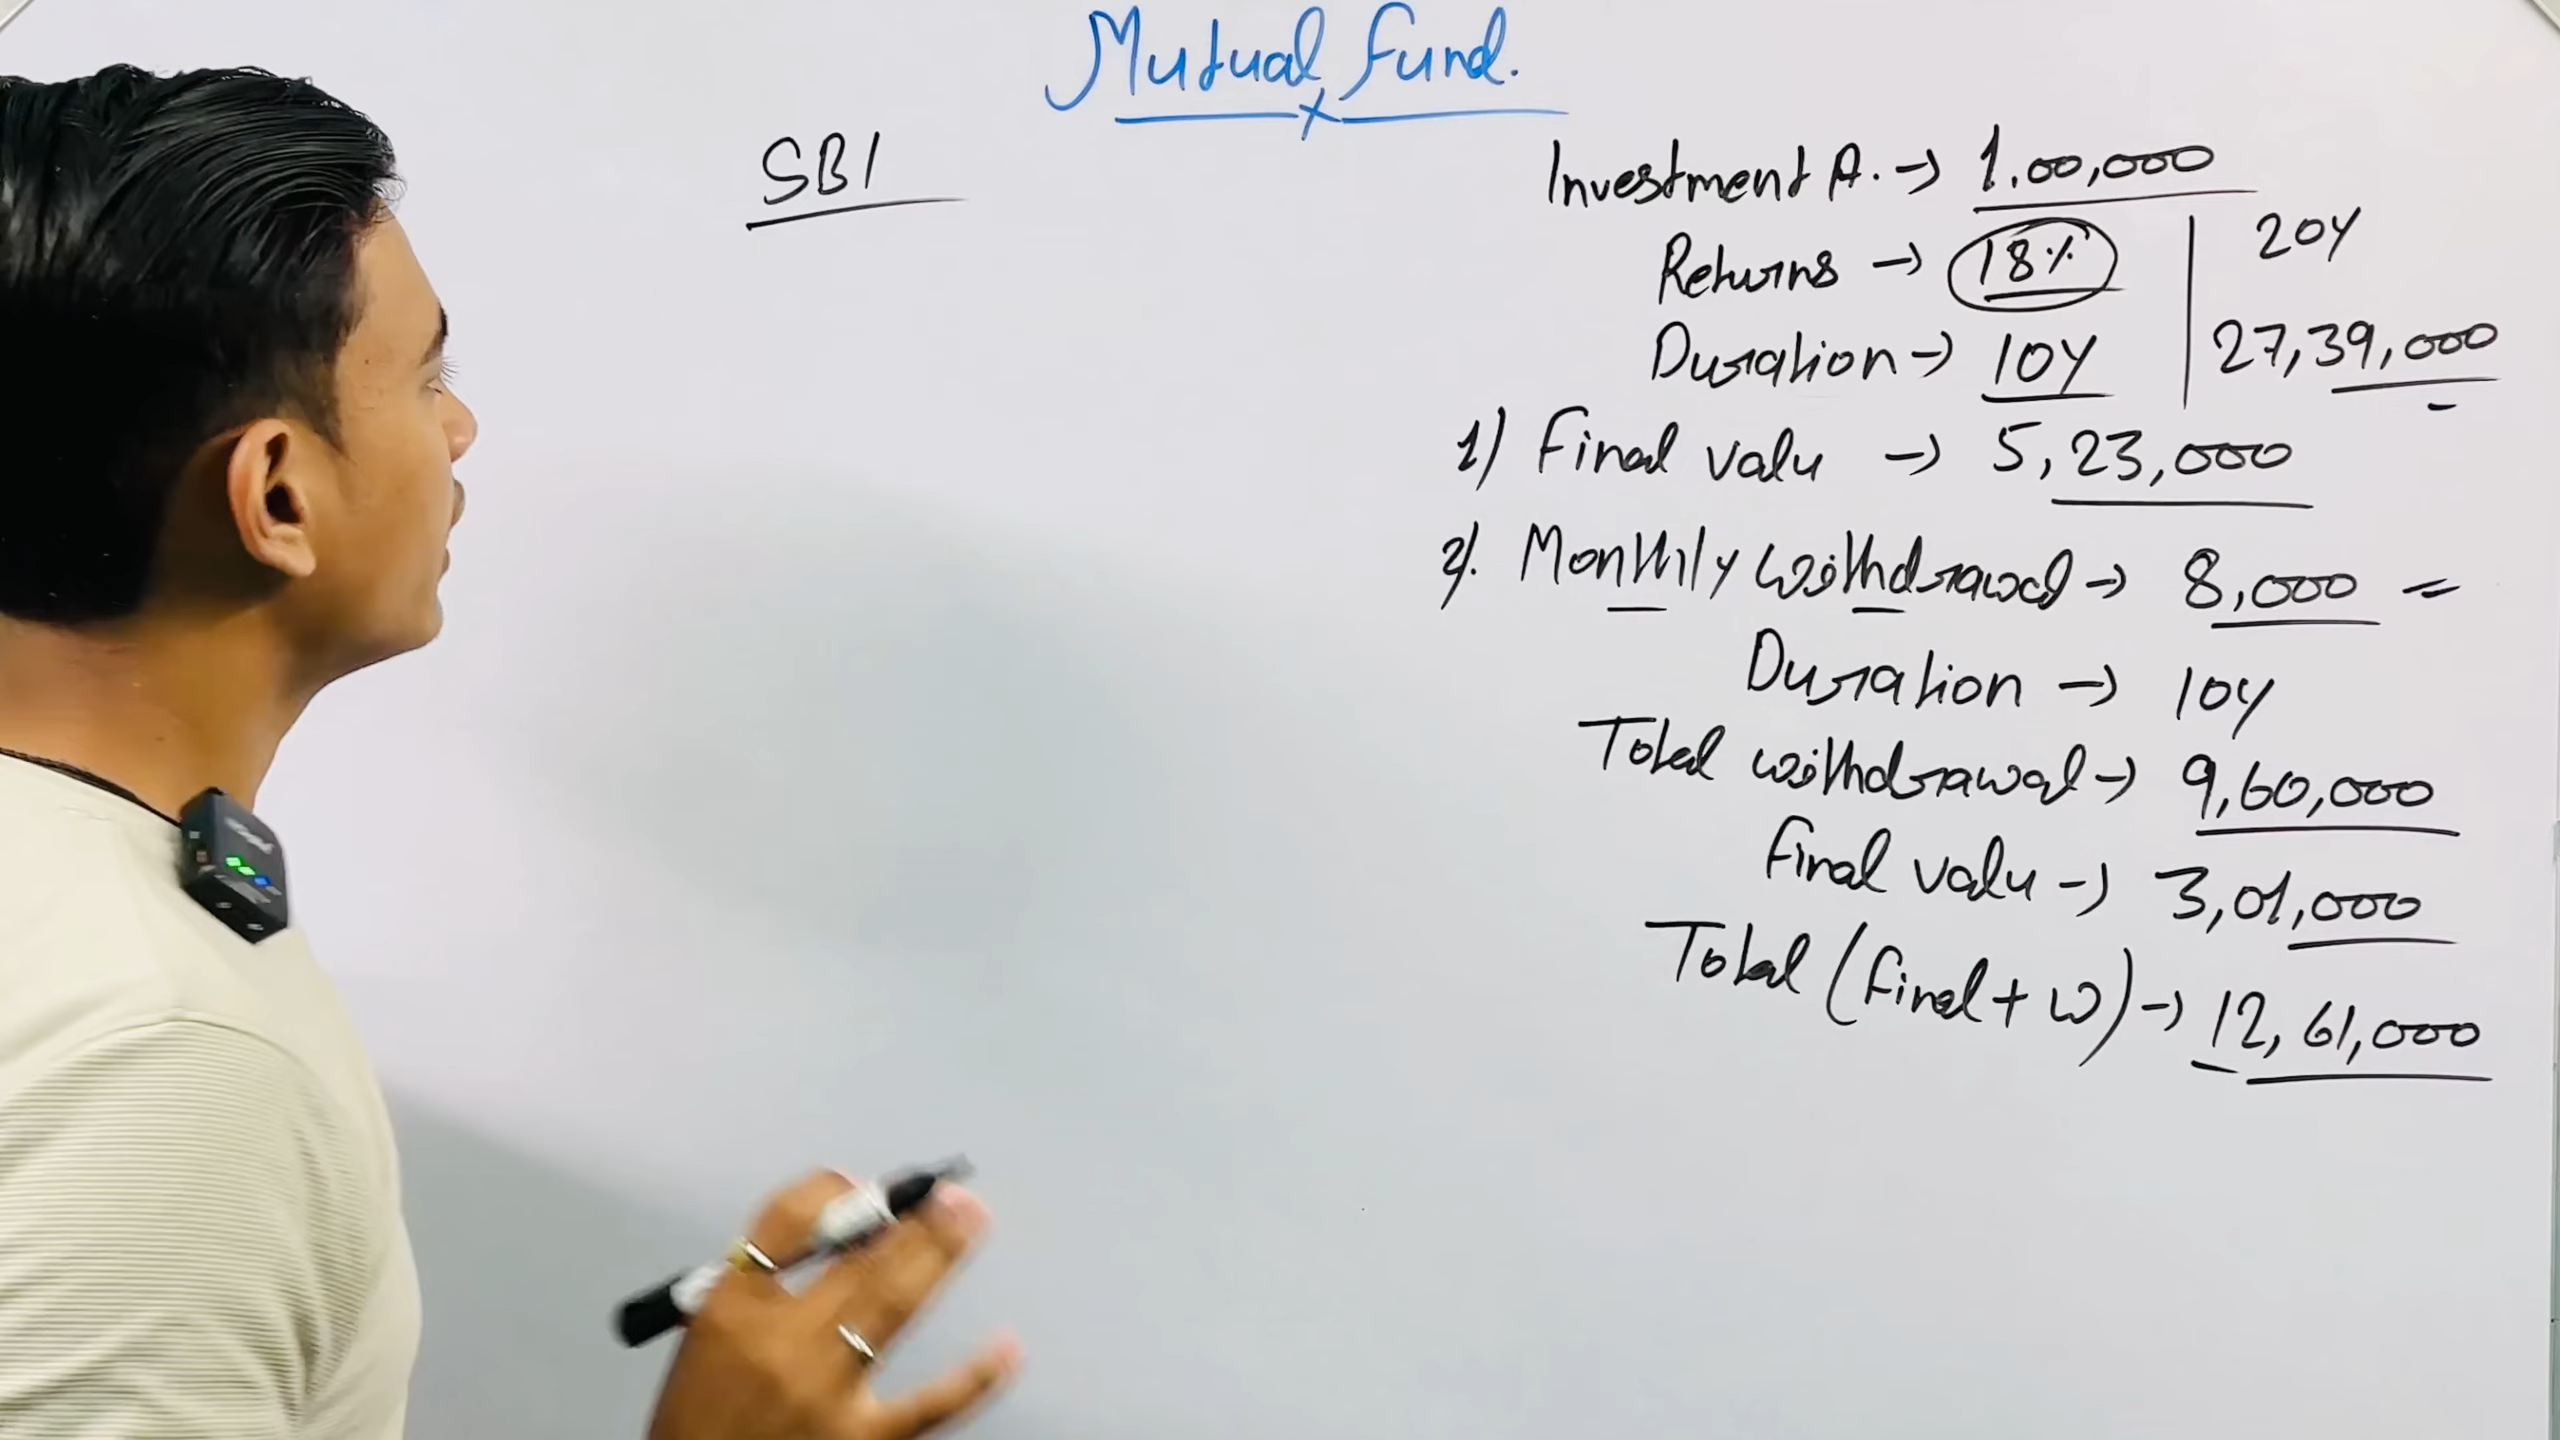 Mutual Fund.
SBI
Investment A. → 1.00,000
Returns → 18%
20Y
Duration → 10Y
27,39,000
1) Final valu → 5,23,000
2). Monthly withdrawal → 8,000 =
Duration → 10Y
Total withdrawal → 9,60,000
Final valu → 3,01,000
Total (Final + W) → 12,61,000